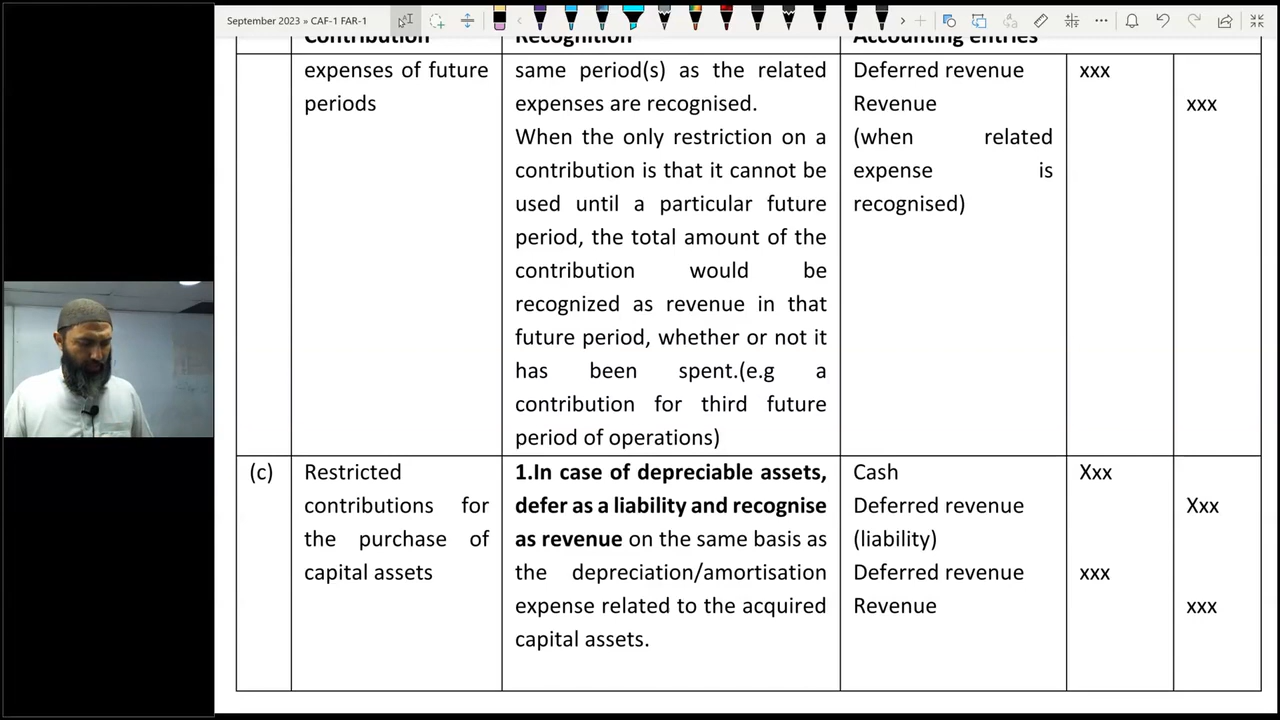 September 2023 » CAF-1 FAR-1
Contribution Recognition Accounting entries
expenses of future
periods
same period(s) as the related
expenses are recognised.
When the only restriction on a
contribution is that it cannot be
used until a particular future
period, the total amount of the
contribution would be
recognized as revenue in that
future period, whether or not it
has been spent.(e.g a
contribution for third future
period of operations)
Deferred revenue xxx
Revenue xxx
(when related
expense is
recognised)
(c)
Restricted
contributions for
the purchase of
capital assets
1.In case of depreciable assets,
defer as a liability and recognise
as revenue on the same basis as
the depreciation/amortisation
expense related to the acquired
capital assets.
Cash Xxx
Deferred revenue Xxx
(liability)
Deferred revenue xxx
Revenue xxx